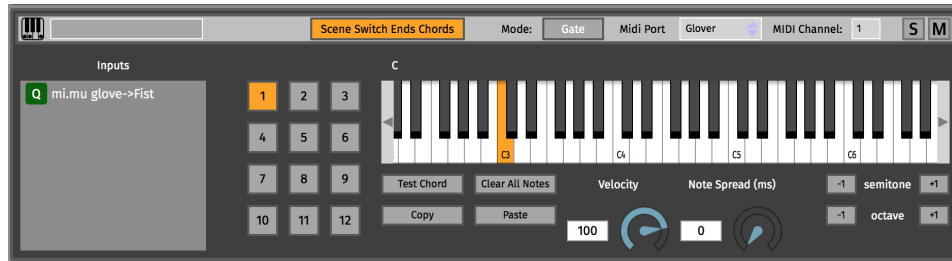 Scene Switch Ends Chords Mode: Gate Midi Port Glover MIDI Channel: 1 S M
Inputs C
Q mi.mu glove->Fist
1 2 3
4 5 6
7 8 9
10 11 12
C3 C4 C5 C6
Test Chord Clear All Notes Velocity Note Spread (ms) -1 semitone +1
Copy Paste 100 0 -1 octave +1